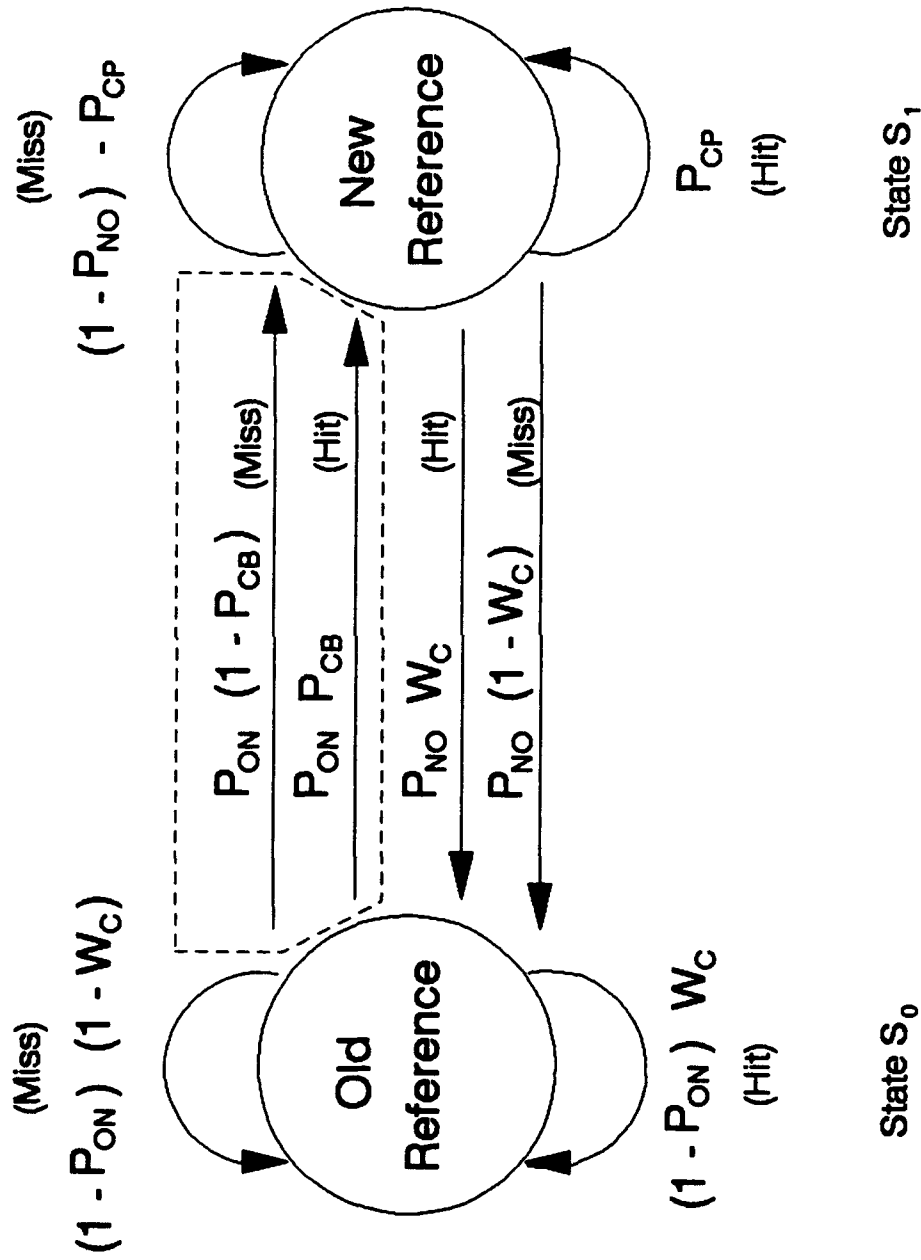 (Miss)
(1 - P_ON) (1 - W_C)
Old
Reference
(1 - P_ON) W_C
(Hit)
State S_0
P_ON (1 - P_CB) (Miss)
P_ON P_CB (Hit)
P_NO W_C (Hit)
P_NO (1 - W_C) (Miss)
(Miss)
(1 - P_NO) - P_CP
New
Reference
P_CP
(Hit)
State S_1